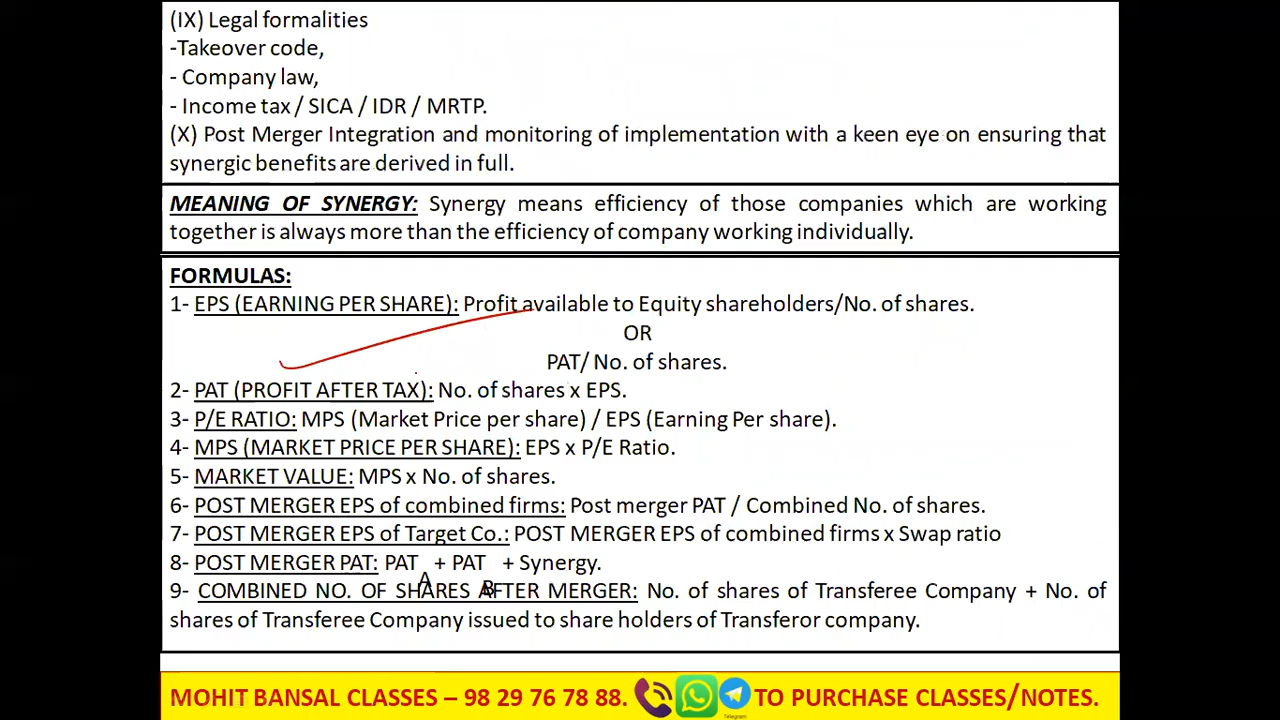 (IX) Legal formalities
-Takeover code,
- Company law,
- Income tax / SICA / IDR / MRTP.
(X) Post Merger Integration and monitoring of implementation with a keen eye on ensuring that
synergic benefits are derived in full.
MEANING OF SYNERGY: Synergy means efficiency of those companies which are working
together is always more than the efficiency of company working individually.
FORMULAS:
1- EPS (EARNING PER SHARE): Profit available to Equity shareholders/No. of shares.
OR
PAT/ No. of shares.
2- PAT (PROFIT AFTER TAX): No. of shares x EPS.
3- P/E RATIO: MPS (Market Price per share) / EPS (Earning Per share).
4- MPS (MARKET PRICE PER SHARE): EPS x P/E Ratio.
5- MARKET VALUE: MPS x No. of shares.
6- POST MERGER EPS of combined firms: Post merger PAT / Combined No. of shares.
7- POST MERGER EPS of Target Co.: POST MERGER EPS of combined firms x Swap ratio
8- POST MERGER PAT: PAT A + PAT B + Synergy.
9- COMBINED NO. OF SHARES AFTER MERGER: No. of shares of Transferee Company + No. of
shares of Transferee Company issued to share holders of Transferor company.
MOHIT BANSAL CLASSES – 98 29 76 78 88. TO PURCHASE CLASSES/NOTES.
Telegram